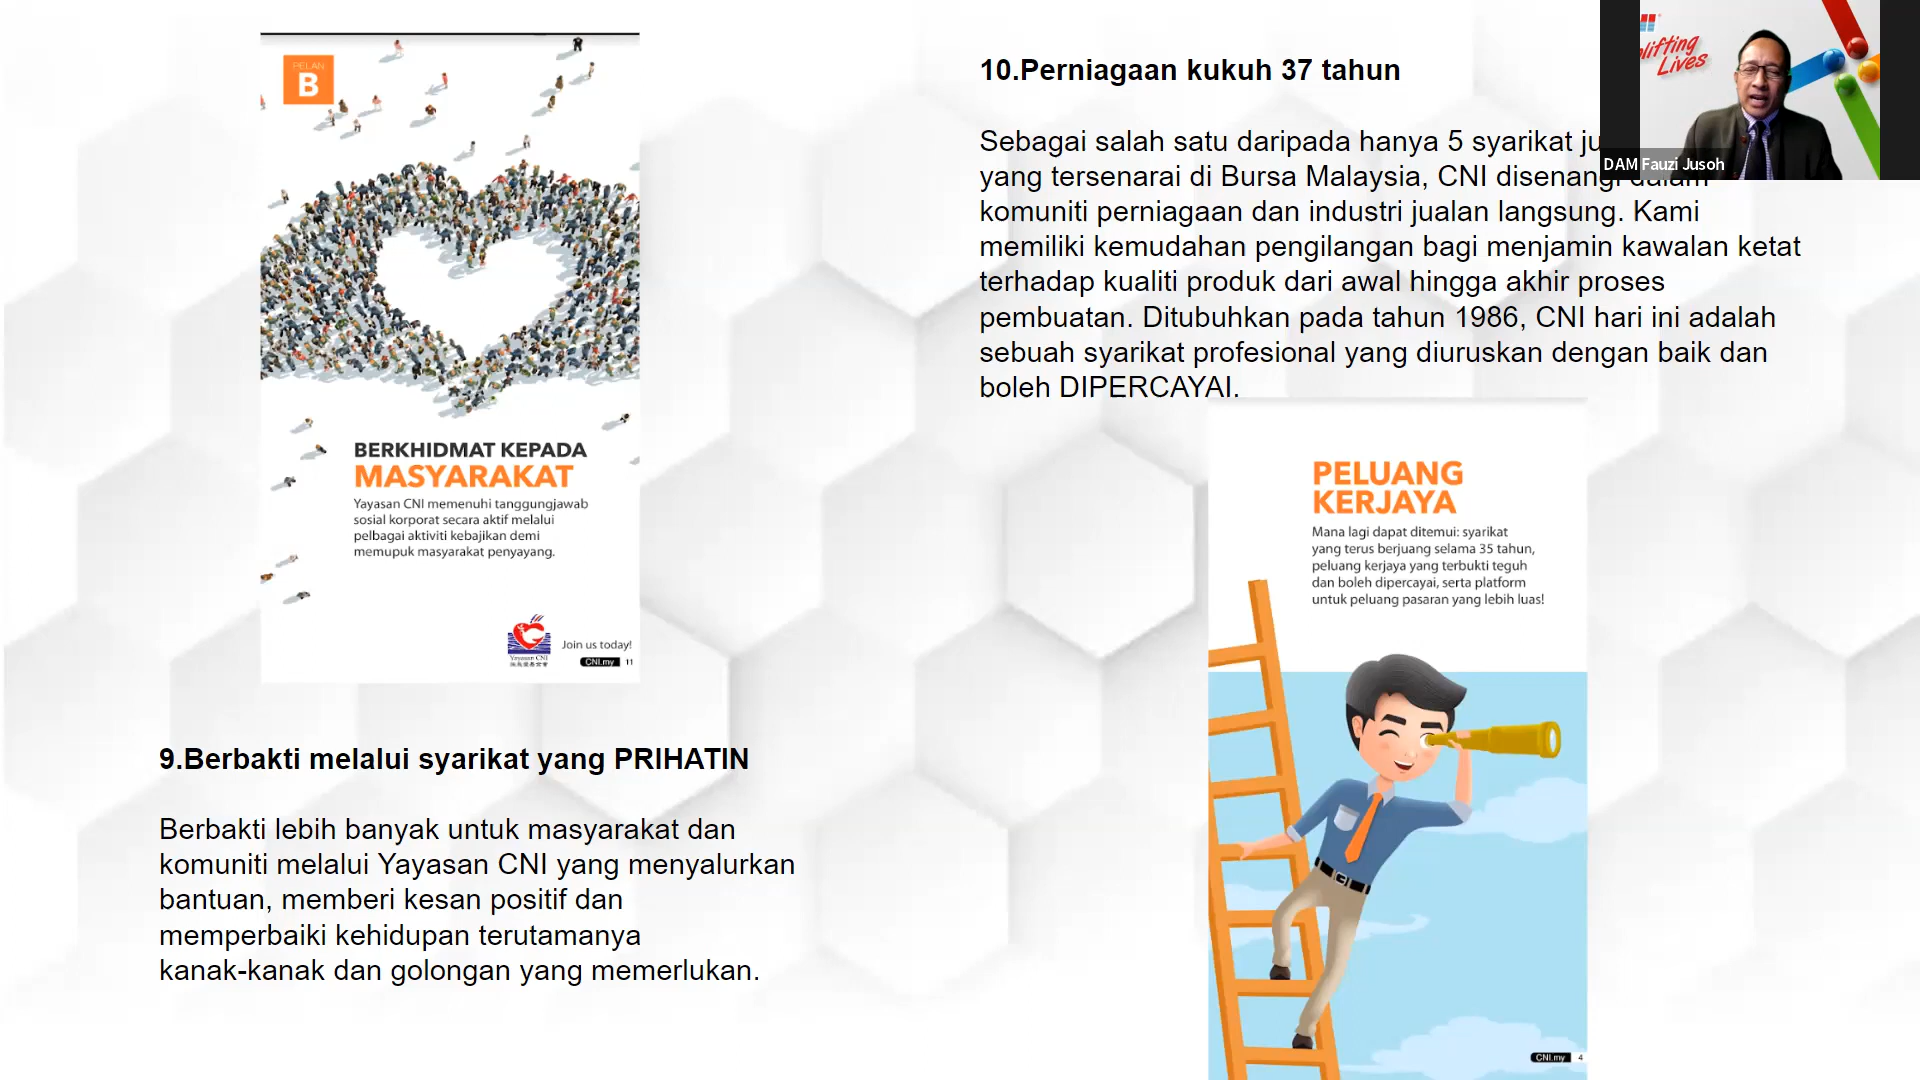 PELAN
B
BERKHIDMAT KEPADA
MASYARAKAT
Yayasan CNI memenuhi tanggungjawab
sosial korporat secara aktif melalui
pelbagai aktiviti kebajikan demi
memupuk masyarakat penyayang.
Yayasan CNI
Join us today!
CNI.my 11
9.Berbakti melalui syarikat yang PRIHATIN
Berbakti lebih banyak untuk masyarakat dan
komuniti melalui Yayasan CNI yang menyalurkan
bantuan, memberi kesan positif dan
memperbaiki kehidupan terutamanya
kanak-kanak dan golongan yang memerlukan.
10.Perniagaan kukuh 37 tahun
Sebagai salah satu daripada hanya 5 syarikat ju
yang tersenarai di Bursa Malaysia, CNI disenangi dalam
komuniti perniagaan dan industri jualan langsung. Kami
memiliki kemudahan pengilangan bagi menjamin kawalan ketat
terhadap kualiti produk dari awal hingga akhir proses
pembuatan. Ditubuhkan pada tahun 1986, CNI hari ini adalah
sebuah syarikat profesional yang diuruskan dengan baik dan
boleh DIPERCAYAI.
PELUANG
KERJAYA
Mana lagi dapat ditemui: syarikat
yang terus berjuang selama 35 tahun,
peluang kerjaya yang terbukti teguh
dan boleh dipercayai, serta platform
untuk peluang pasaran yang lebih luas!
CNI.my 4
plifting
Lives
DAM Fauzi Jusoh